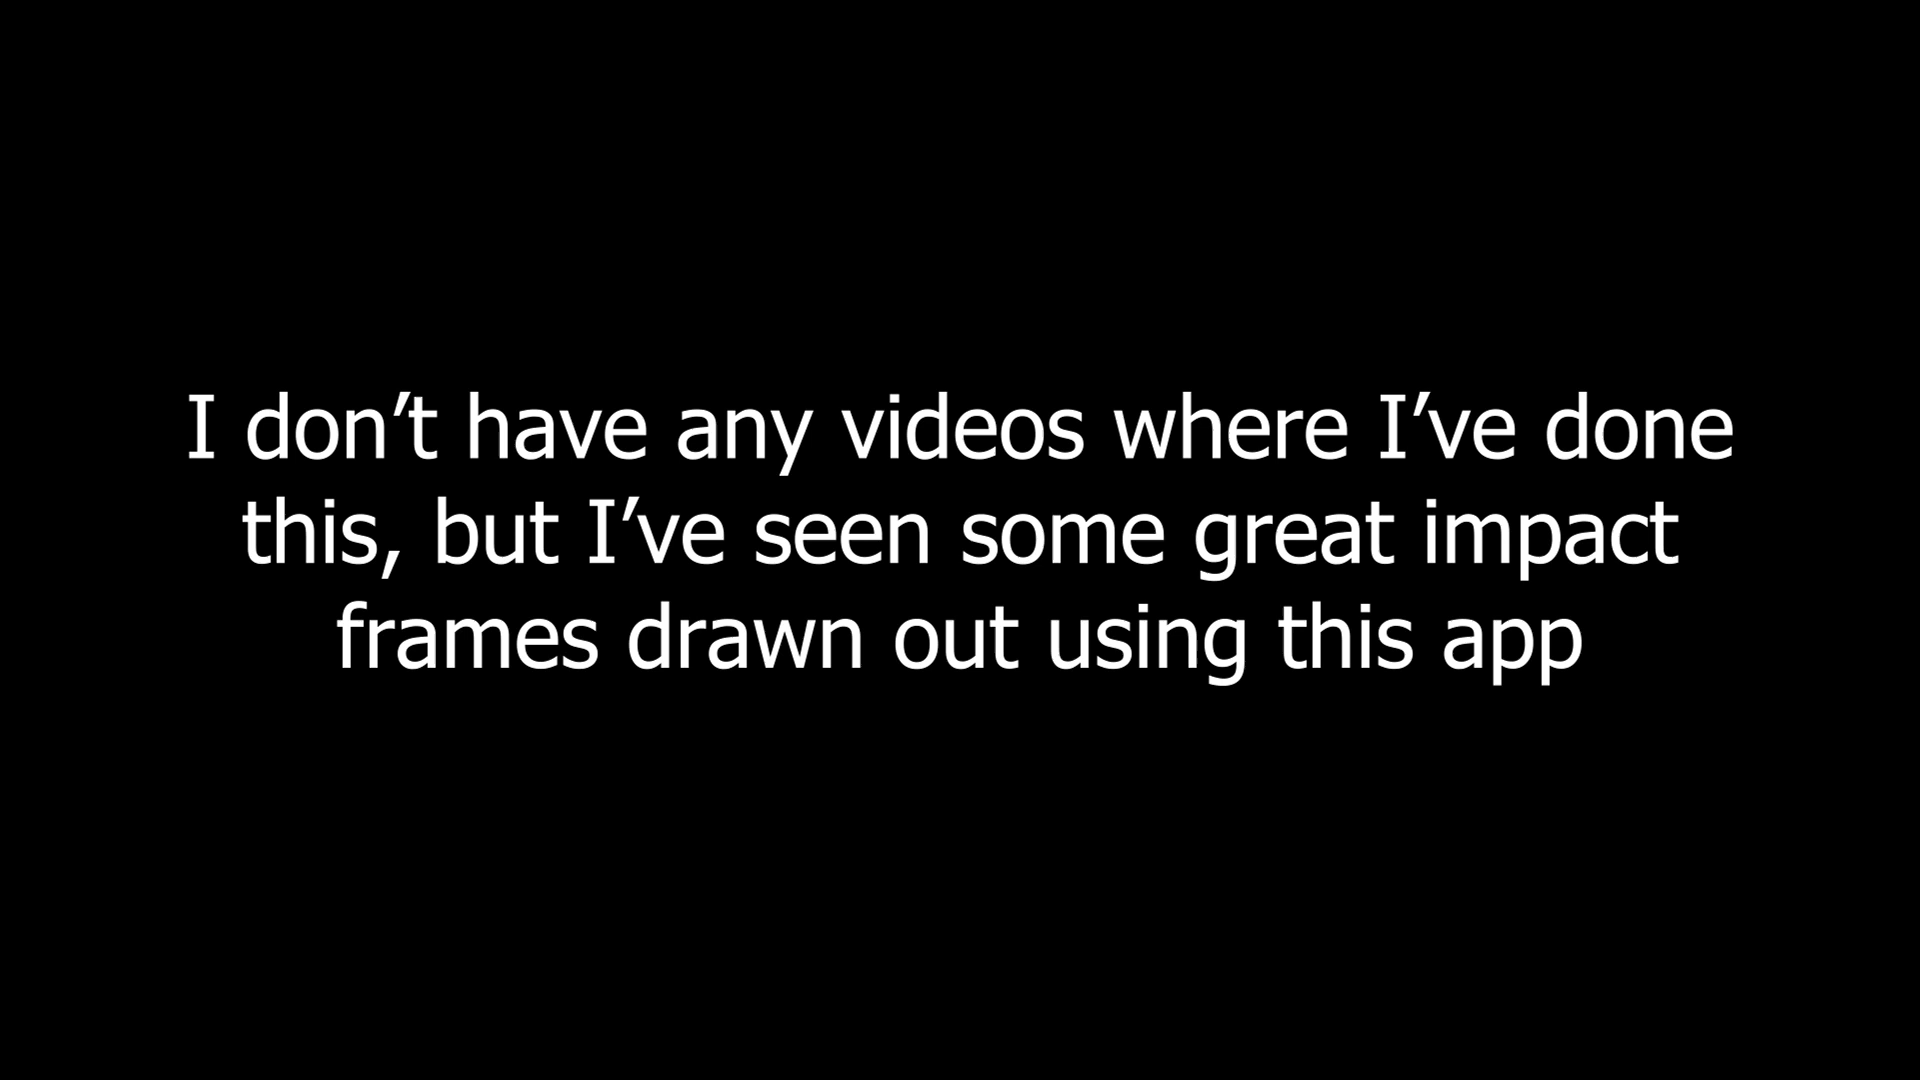 I don’t have any videos where I’ve done
this, but I’ve seen some great impact
frames drawn out using this app